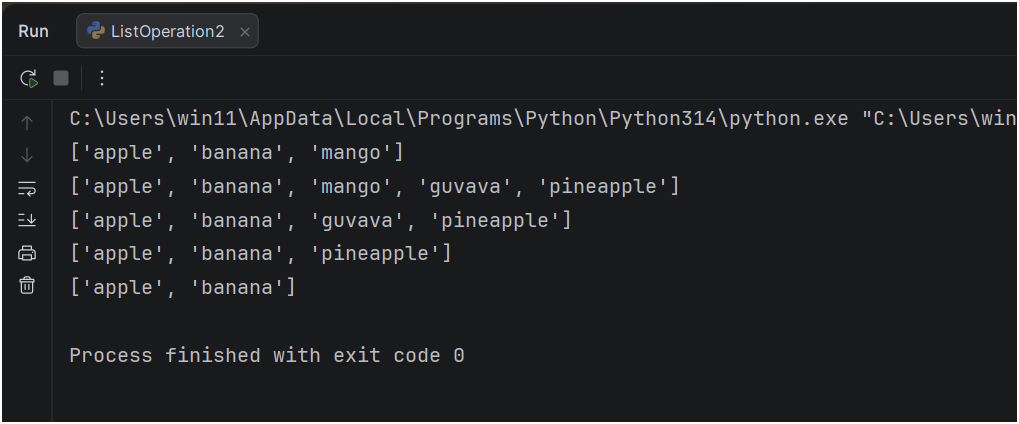 Run ListOperation2
C:\Users\win11\AppData\Local\Programs\Python\Python314\python.exe "C:\Users\win
['apple', 'banana', 'mango']
['apple', 'banana', 'mango', 'guvava', 'pineapple']
['apple', 'banana', 'guvava', 'pineapple']
['apple', 'banana', 'pineapple']
['apple', 'banana']
Process finished with exit code 0